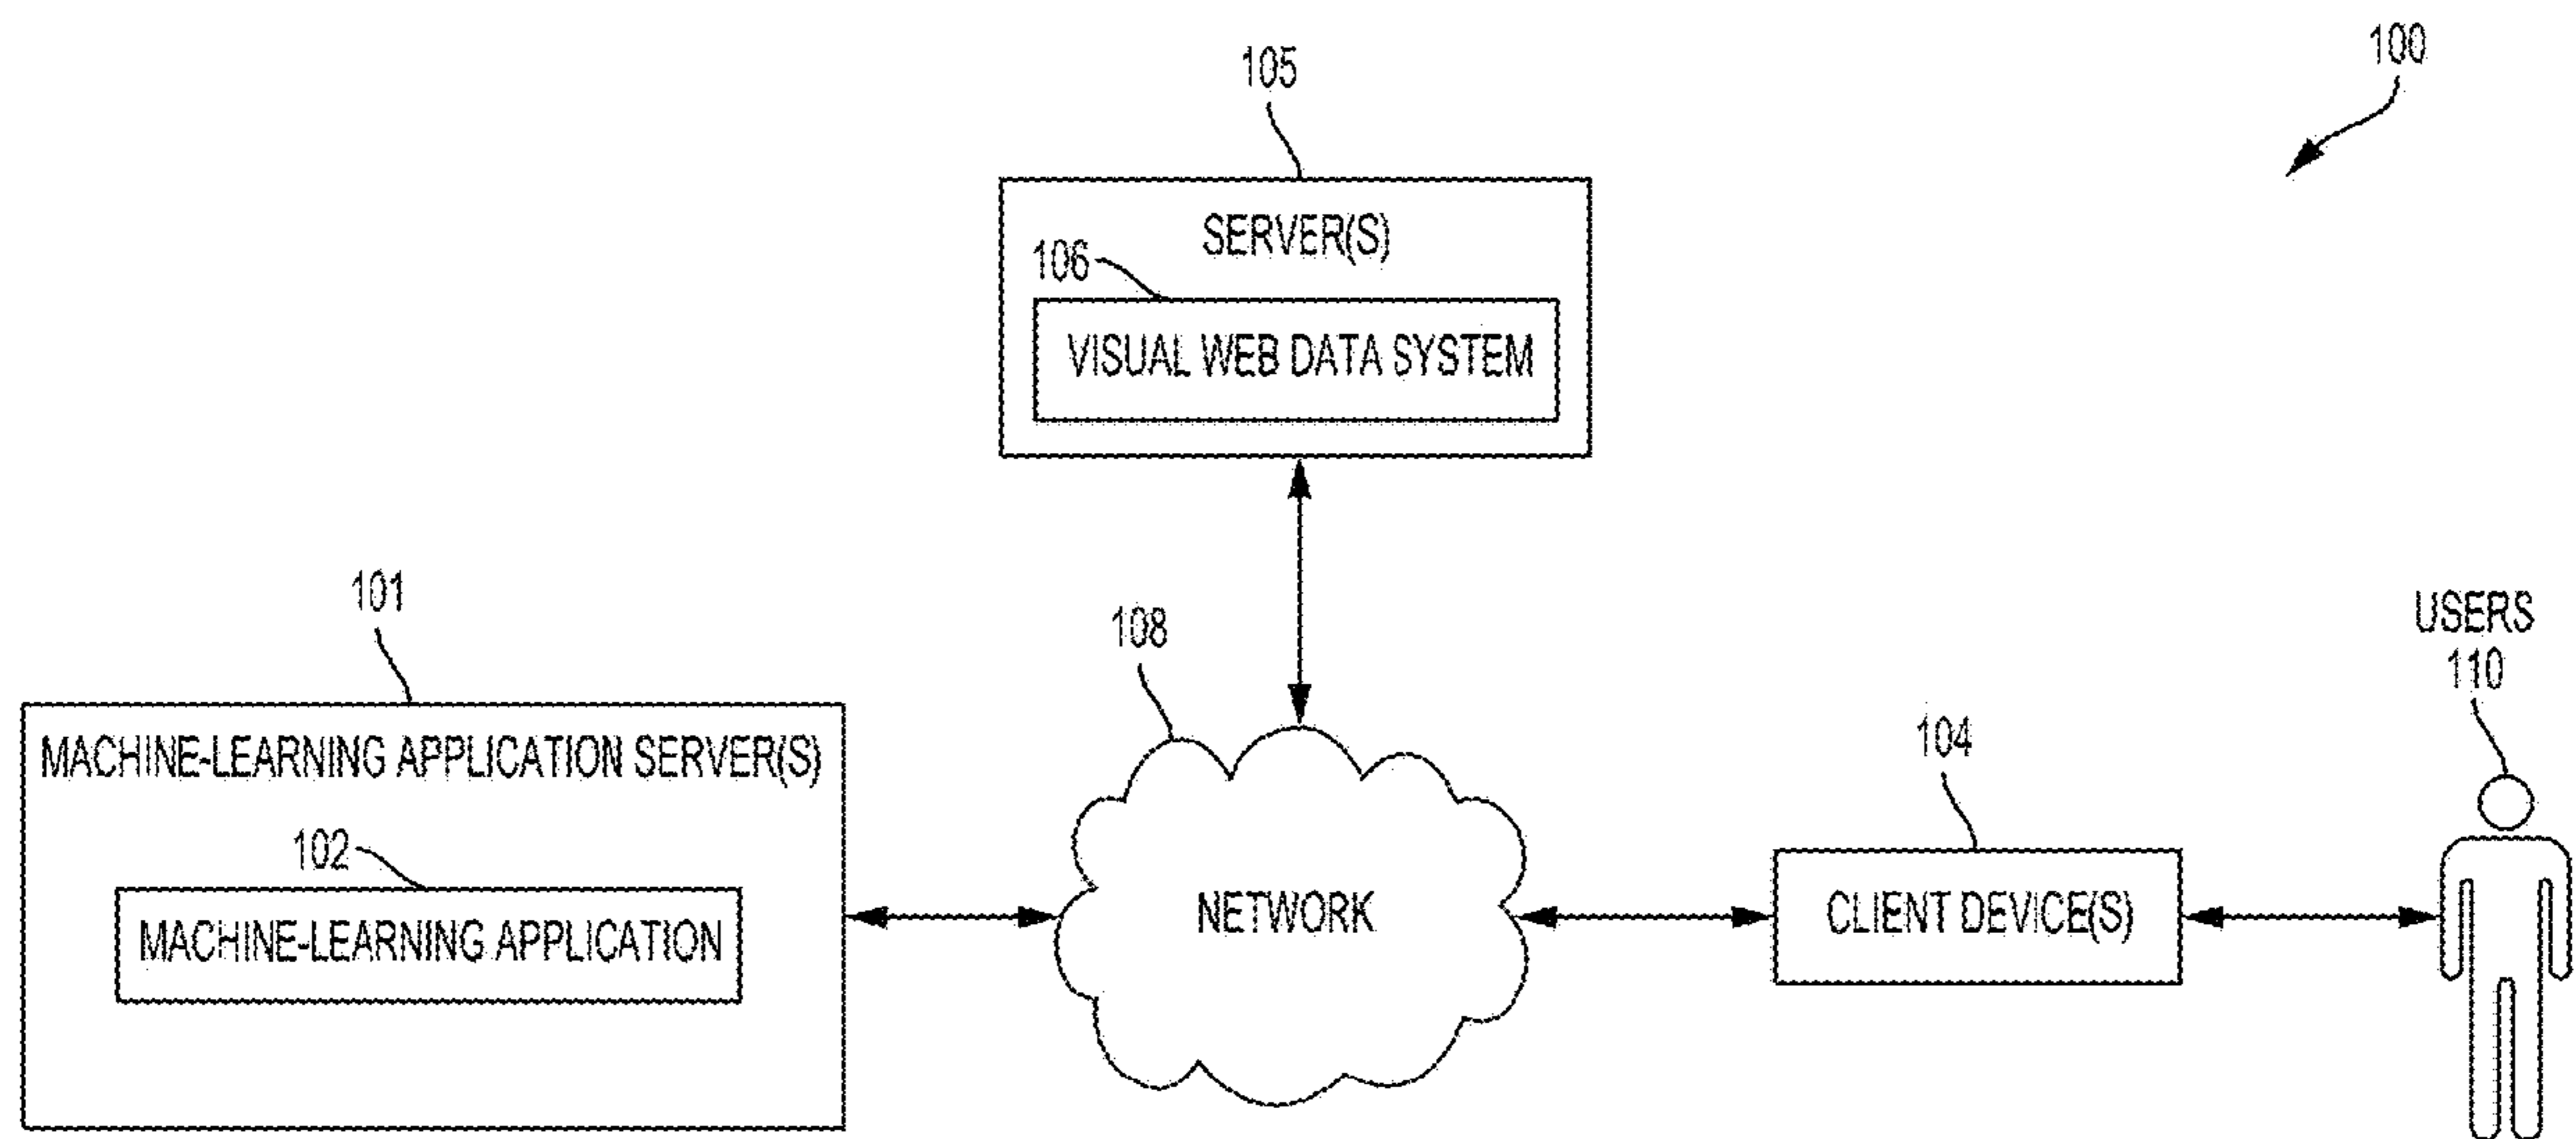 100
105
SERVER(S)
106
VISUAL WEB DATA SYSTEM
101
108
USERS
110
MACHINE-LEARNING APPLICATION SERVER(S)
104
102
MACHINE-LEARNING APPLICATION
NETWORK
CLIENT DEVICE(S)